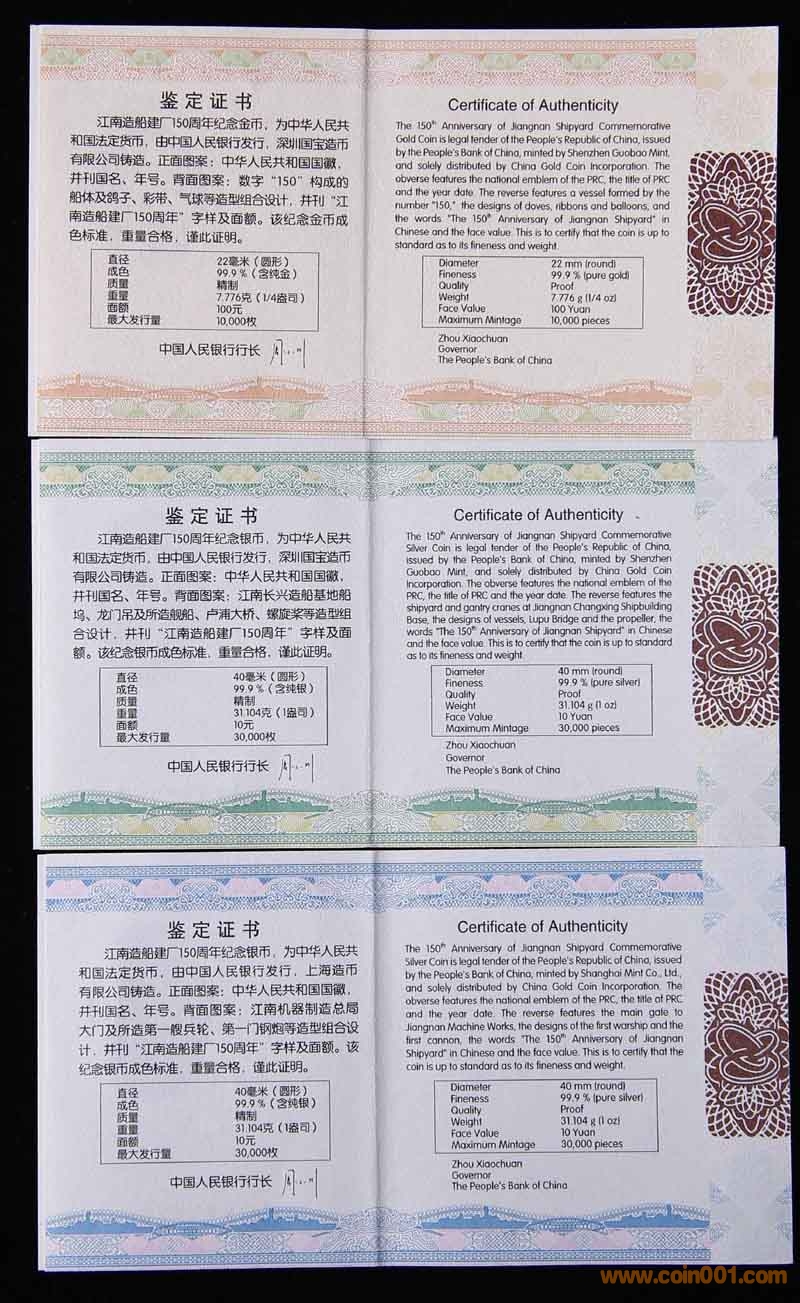 鉴定证书
江南造船建厂150周年纪念金币，为中华人民共
和国法定货币，由中国人民银行发行，深圳国宝造币
有限公司铸造。正面图案：中华人民共和国国徽，
并刊国名、年号。背面图案：数字“150”构成的
船体及鸽子、彩带、气球等造型组合设计，并刊“江
南造船建厂150周年”字样及面额。该纪念金币成
色标准，重量合格，谨此证明。
直径 22毫米（圆形）
成色 99.9％（含纯金）
质量 精制
重量 7.776克（1/4盎司）
面额 100元
最大发行量 10,000枚
中国人民银行行长
Certificate of Authenticity
The 150th Anniversary of Jiangnan Shipyard Commemorative
Gold Coin is legal tender of the People's Republic of China, issued
by the People's Bank of China, minted by Shenzhen Guobao Mint,
and solely distributed by China Gold Coin Incorporation. The
obverse features the national emblem of the PRC, the title of PRC
and the year date. The reverse features a vessel formed by the
number "150," the designs of doves, ribbons and balloons, and
the words "The 150th Anniversary of Jiangnan Shipyard" in
Chinese and the face value. This is to certify that the coin is up to
standard as to its fineness and weight.
Diameter 22 mm (round)
Fineness 99.9 % (pure gold)
Quality Proof
Weight 7.776 g (1/4 oz)
Face Value 100 Yuan
Maximum Mintage 10,000 pieces
Zhou Xiaochuan
Governor
The People's Bank of China
鉴定证书
江南造船建厂150周年纪念银币，为中华人民共
和国法定货币，由中国人民银行发行，深圳国宝造币
有限公司铸造。正面图案：中华人民共和国国徽，
并刊国名、年号。背面图案：江南长兴造船基地船
坞、龙门吊及所造舰船、卢浦大桥、螺旋桨等造型组
合设计，并刊“江南造船建厂150周年”字样及面
额。该纪念银币成色标准，重量合格，谨此证明。
直径 40毫米（圆形）
成色 99.9％（含纯银）
质量 精制
重量 31.104克（1盎司）
面额 10元
最大发行量 30,000枚
中国人民银行行长
Certificate of Authenticity
The 150th Anniversary of Jiangnan Shipyard Commemorative
Silver Coin is legal tender of the People's Republic of China,
issued by the People's Bank of China, minted by Shenzhen
Guobao Mint, and solely distributed by China Gold Coin
Incorporation. The obverse features the national emblem of the
PRC, the title of PRC and the year date. The reverse features the
shipyard and gantry cranes at Jiangnan Changxing Shipbuilding
Base, the designs of vessels, Lupu Bridge and the propeller, the
words "The 150th Anniversary of Jiangnan Shipyard" in Chinese
and the face value. This is to certify that the coin is up to standard
as to its fineness and weight.
Diameter 40 mm (round)
Fineness 99.9 % (pure silver)
Quality Proof
Weight 31.104 g (1 oz)
Face Value 10 Yuan
Maximum Mintage 30,000 pieces
Zhou Xiaochuan
Governor
The People's Bank of China
鉴定证书
江南造船建厂150周年纪念银币，为中华人民共
和国法定货币，由中国人民银行发行，上海造币
有限公司铸造。正面图案：中华人民共和国国徽，
并刊国名、年号。背面图案：江南机器制造总局
大门及所造第一艘兵轮、第一门钢炮等造型组合设
计，并刊“江南造船建厂150周年”字样及面额。该
纪念银币成色标准，重量合格，谨此证明。
直径 40毫米（圆形）
成色 99.9％（含纯银）
质量 精制
重量 31.104克（1盎司）
面额 10元
最大发行量 30,000枚
中国人民银行行长
Certificate of Authenticity
The 150th Anniversary of Jiangnan Shipyard Commemorative
Silver Coin is legal tender of the People's Republic of China, issued
by the People's Bank of China, minted by Shanghai Mint Co., Ltd.,
and solely distributed by China Gold Coin Incorporation. The
obverse features the national emblem of the PRC, the title of PRC
and the year date. The reverse features the main gate to
Jiangnan Machine Works, the designs of the first warship and the
first cannon, the words "The 150th Anniversary of Jiangnan
Shipyard" in Chinese and the face value. This is to certify that the
coin is up to standard as to its fineness and weight.
Diameter 40 mm (round)
Fineness 99.9 % (pure silver)
Quality Proof
Weight 31.104 g (1 oz)
Face Value 10 Yuan
Maximum Mintage 30,000 pieces
Zhou Xiaochuan
Governor
The People's Bank of China
www.coin001.com